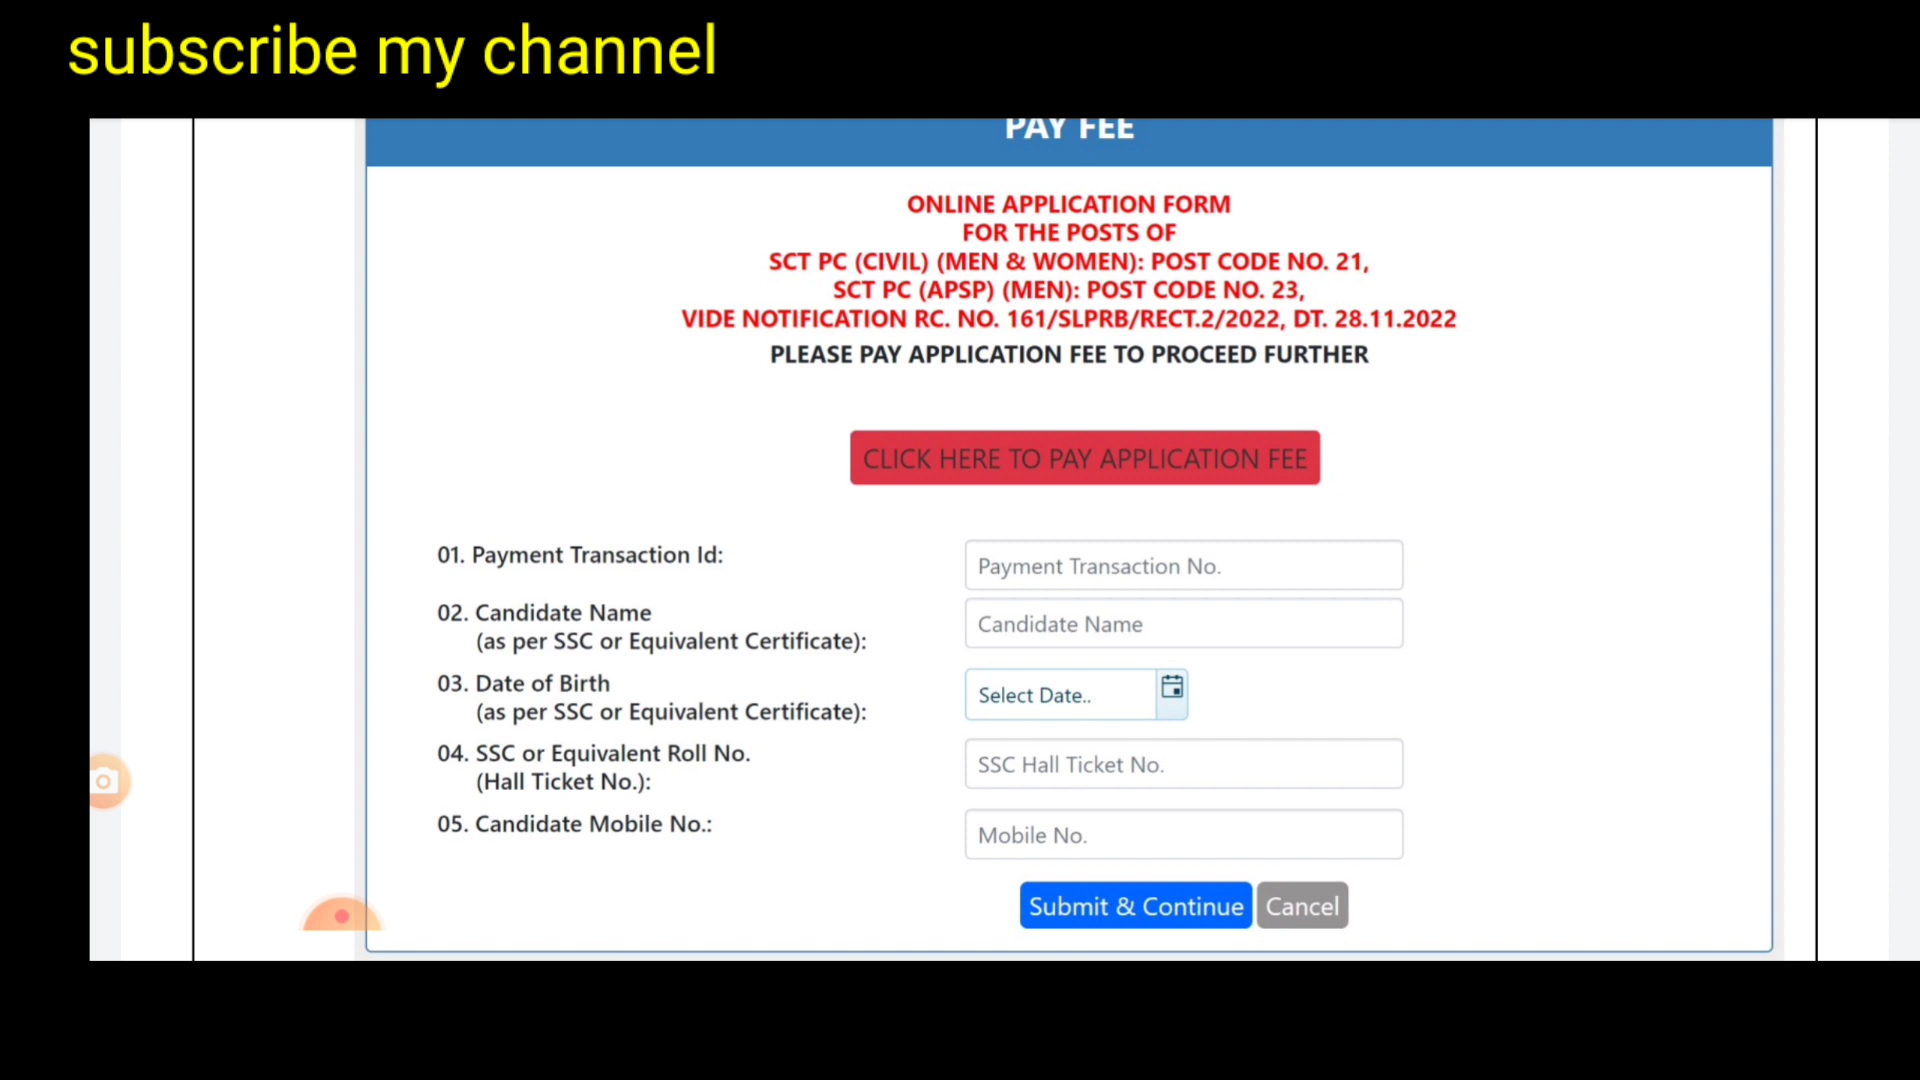 subscribe my channel
PAY FEE
ONLINE APPLICATION FORM
FOR THE POSTS OF
SCT PC (CIVIL) (MEN & WOMEN): POST CODE NO. 21,
SCT PC (APSP) (MEN): POST CODE NO. 23,
VIDE NOTIFICATION RC. NO. 161/SLPRB/RECT.2/2022, DT. 28.11.2022
PLEASE PAY APPLICATION FEE TO PROCEED FURTHER
CLICK HERE TO PAY APPLICATION FEE
01. Payment Transaction Id:
Payment Transaction No.
02. Candidate Name
(as per SSC or Equivalent Certificate):
Candidate Name
03. Date of Birth
(as per SSC or Equivalent Certificate):
Select Date..
04. SSC or Equivalent Roll No.
(Hall Ticket No.):
SSC Hall Ticket No.
05. Candidate Mobile No.:
Mobile No.
Submit & Continue
Cancel